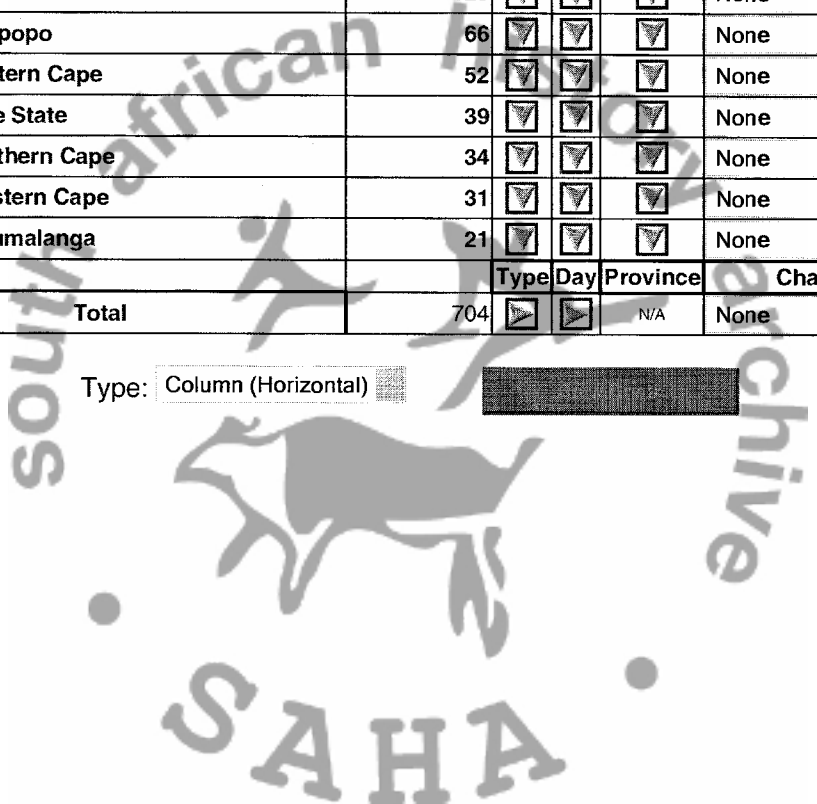 None
popo 66 None
tern Cape 52 None
e State 39 None
thern Cape 34 None
stern Cape 31 None
umalanga 21 None
Type Day Province Cha
Total 704 N/A None
Type: Column (Horizontal)
south african history archive
SAHA